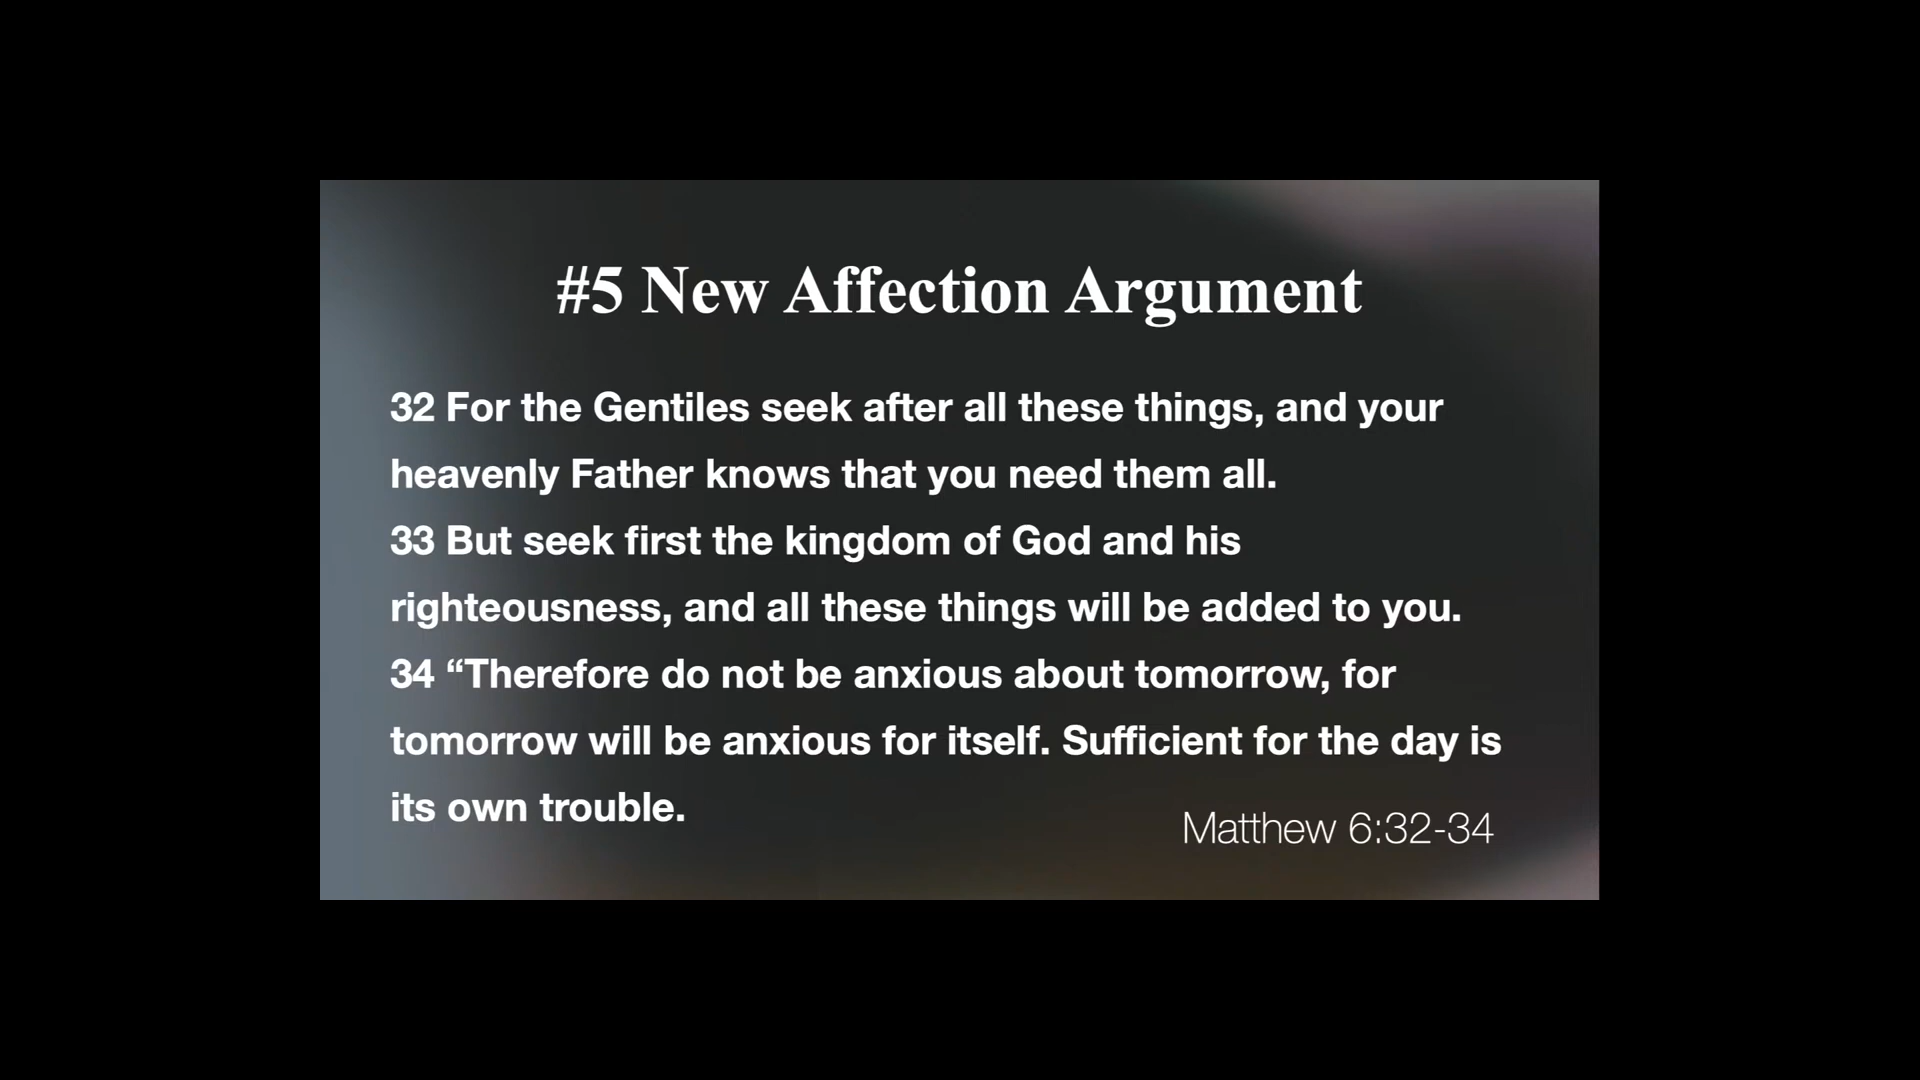 #5 New Affection Argument
32 For the Gentiles seek after all these things, and your
heavenly Father knows that you need them all.
33 But seek first the kingdom of God and his
righteousness, and all these things will be added to you.
34 “Therefore do not be anxious about tomorrow, for
tomorrow will be anxious for itself. Sufficient for the day is
its own trouble.
Matthew 6:32-34